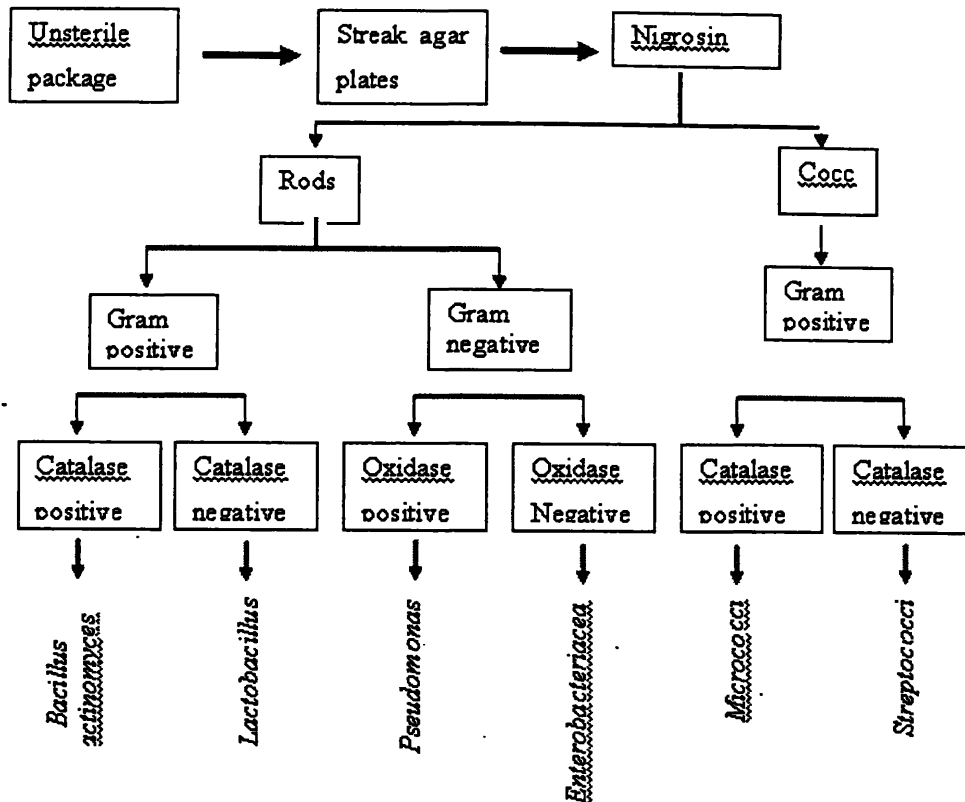 Unsterile
package
Streak agar
plates
Nigrosin
Rods
Cocc
Gram
positive
Gram
negative
Gram
positive
Catalase
positive
Catalase
negative
Oxidase
positive
Oxidase
Negative
Catalase
positive
Catalase
negative
Bacillus
actinomyces
Lactobacillus
Pseudomonas
Enterobacteriacea
Micrococci
Streptococci